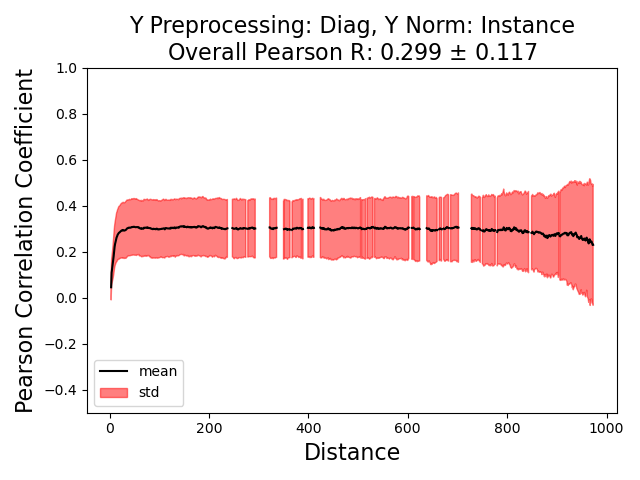 Y Preprocessing: Diag, Y Norm: Instance
Overall Pearson R: 0.299 ± 0.117
Pearson Correlation Coefficient
1.0
0.8
0.6
0.4
0.2
0.0
−0.2
−0.4
mean
std
0 200 400 600 800 1000
Distance